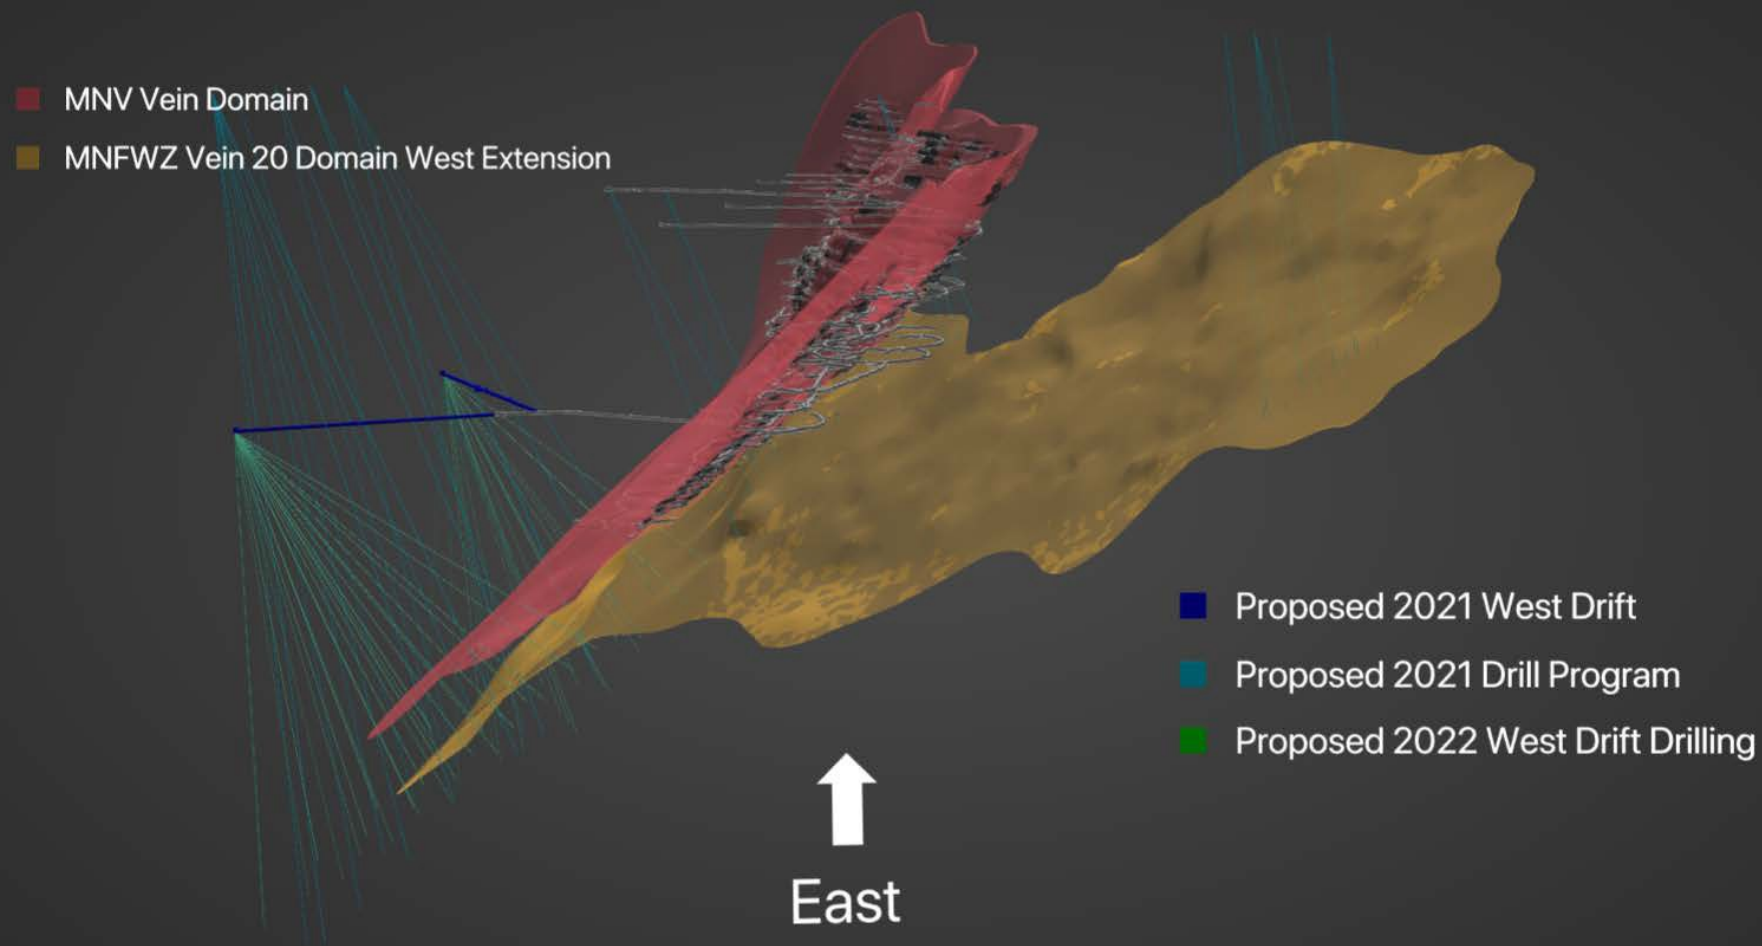 MNV Vein Domain
MNFWZ Vein 20 Domain West Extension
Proposed 2021 West Drift
Proposed 2021 Drill Program
Proposed 2022 West Drift Drilling
East